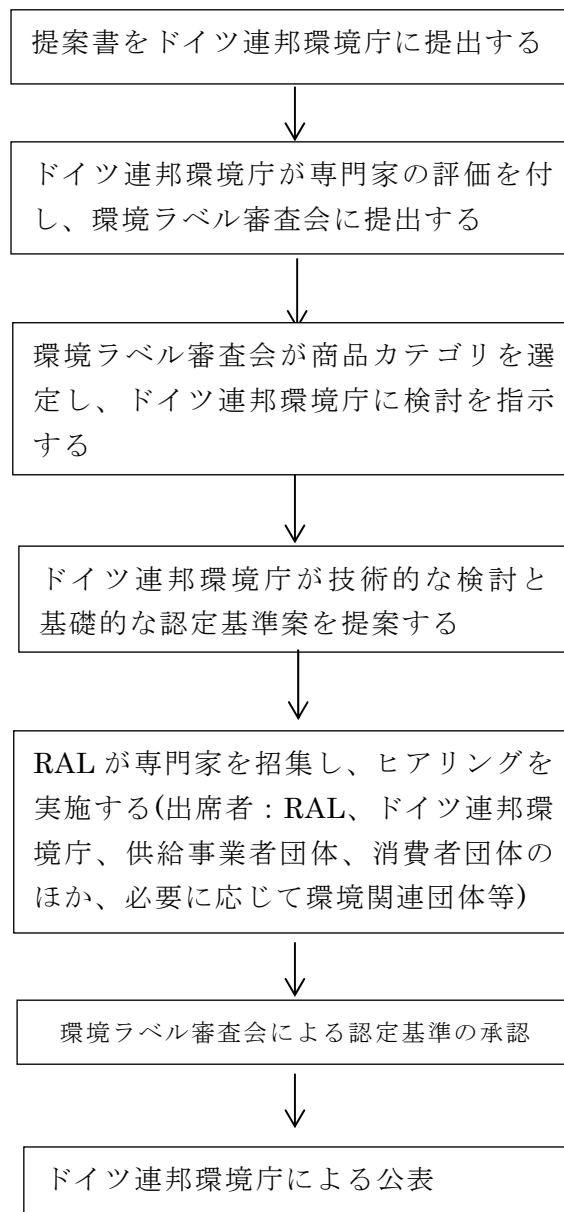 提案書をドイツ連邦環境庁に提出する
ドイツ連邦環境庁が専門家の評価を付
し、環境ラベル審査会に提出する
環境ラベル審査会が商品カテゴリを選
定し、ドイツ連邦環境庁に検討を指示
する
ドイツ連邦環境庁が技術的な検討と
基礎的な認定基準案を提案する
RAL が専門家を招集し、ヒアリングを
実施する(出席者：RAL、ドイツ連邦環
境庁、供給事業者団体、消費者団体の
ほか、必要に応じて環境関連団体等)
環境ラベル審査会による認定基準の承認
ドイツ連邦環境庁による公表